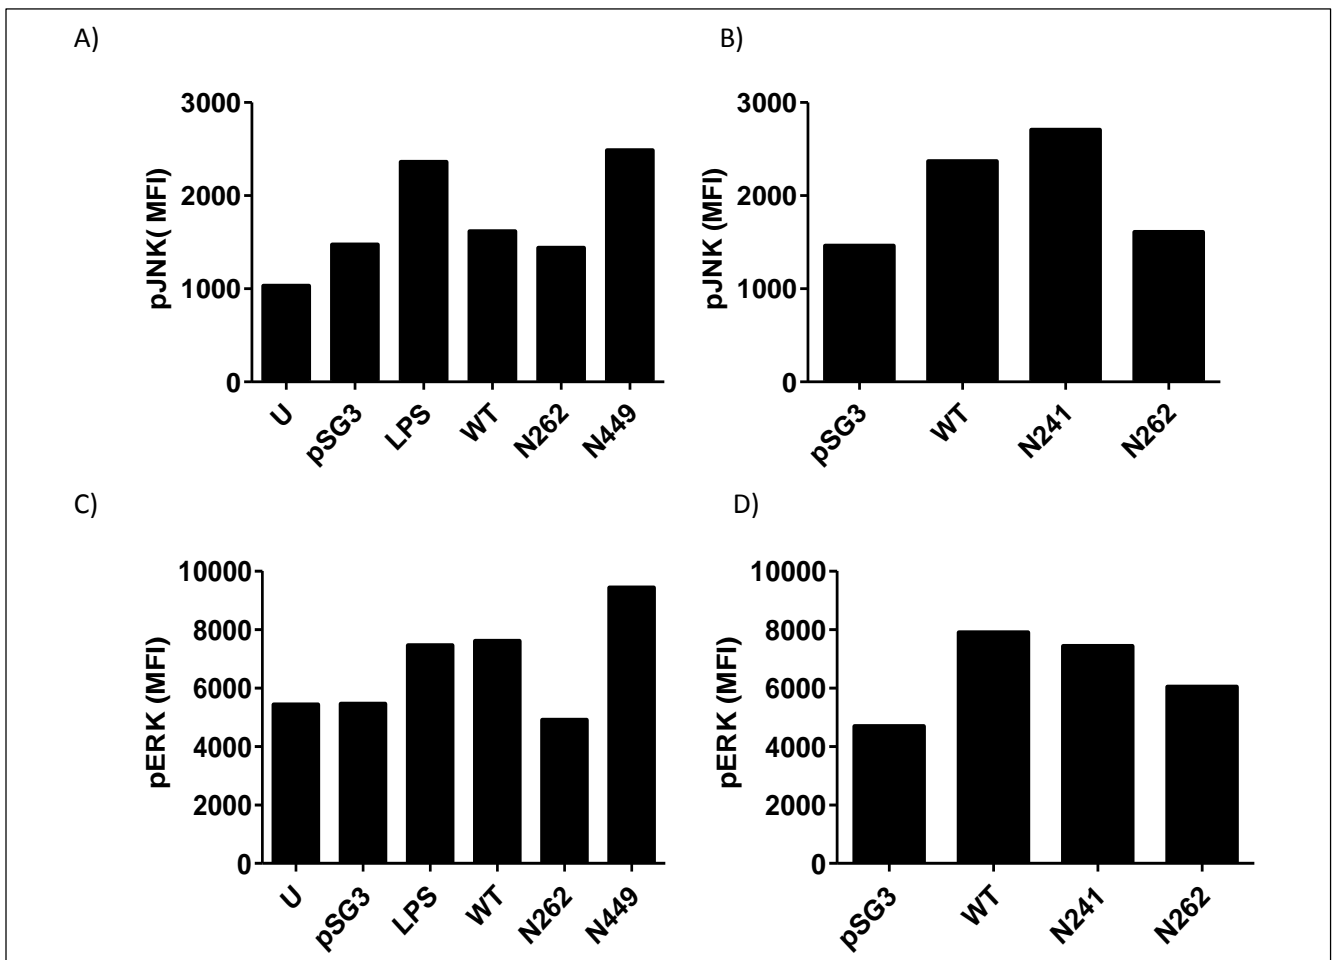 A)
pJNK( MFI)
3000
2000
1000
0
U
pSG3
LPS
WT
N262
N449
B)
pJNK (MFI)
3000
2000
1000
0
pSG3
WT
N241
N262
C)
pERK (MFI)
10000
8000
6000
4000
2000
0
U
pSG3
LPS
WT
N262
N449
D)
pERK (MFI)
10000
8000
6000
4000
2000
0
pSG3
WT
N241
N262